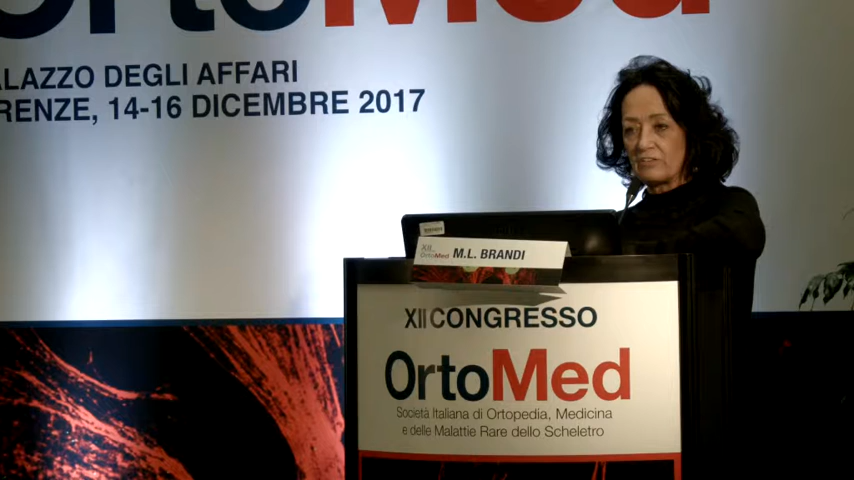 OrtoMed
ALAZZO DEGLI AFFARI
RENZE, 14-16 DICEMBRE 2017
XII
OrtoMed
M.L. BRANDI
XII CONGRESSO
OrtoMed
Società Italiana di Ortopedia, Medicina
e delle Malattie Rare dello Scheletro